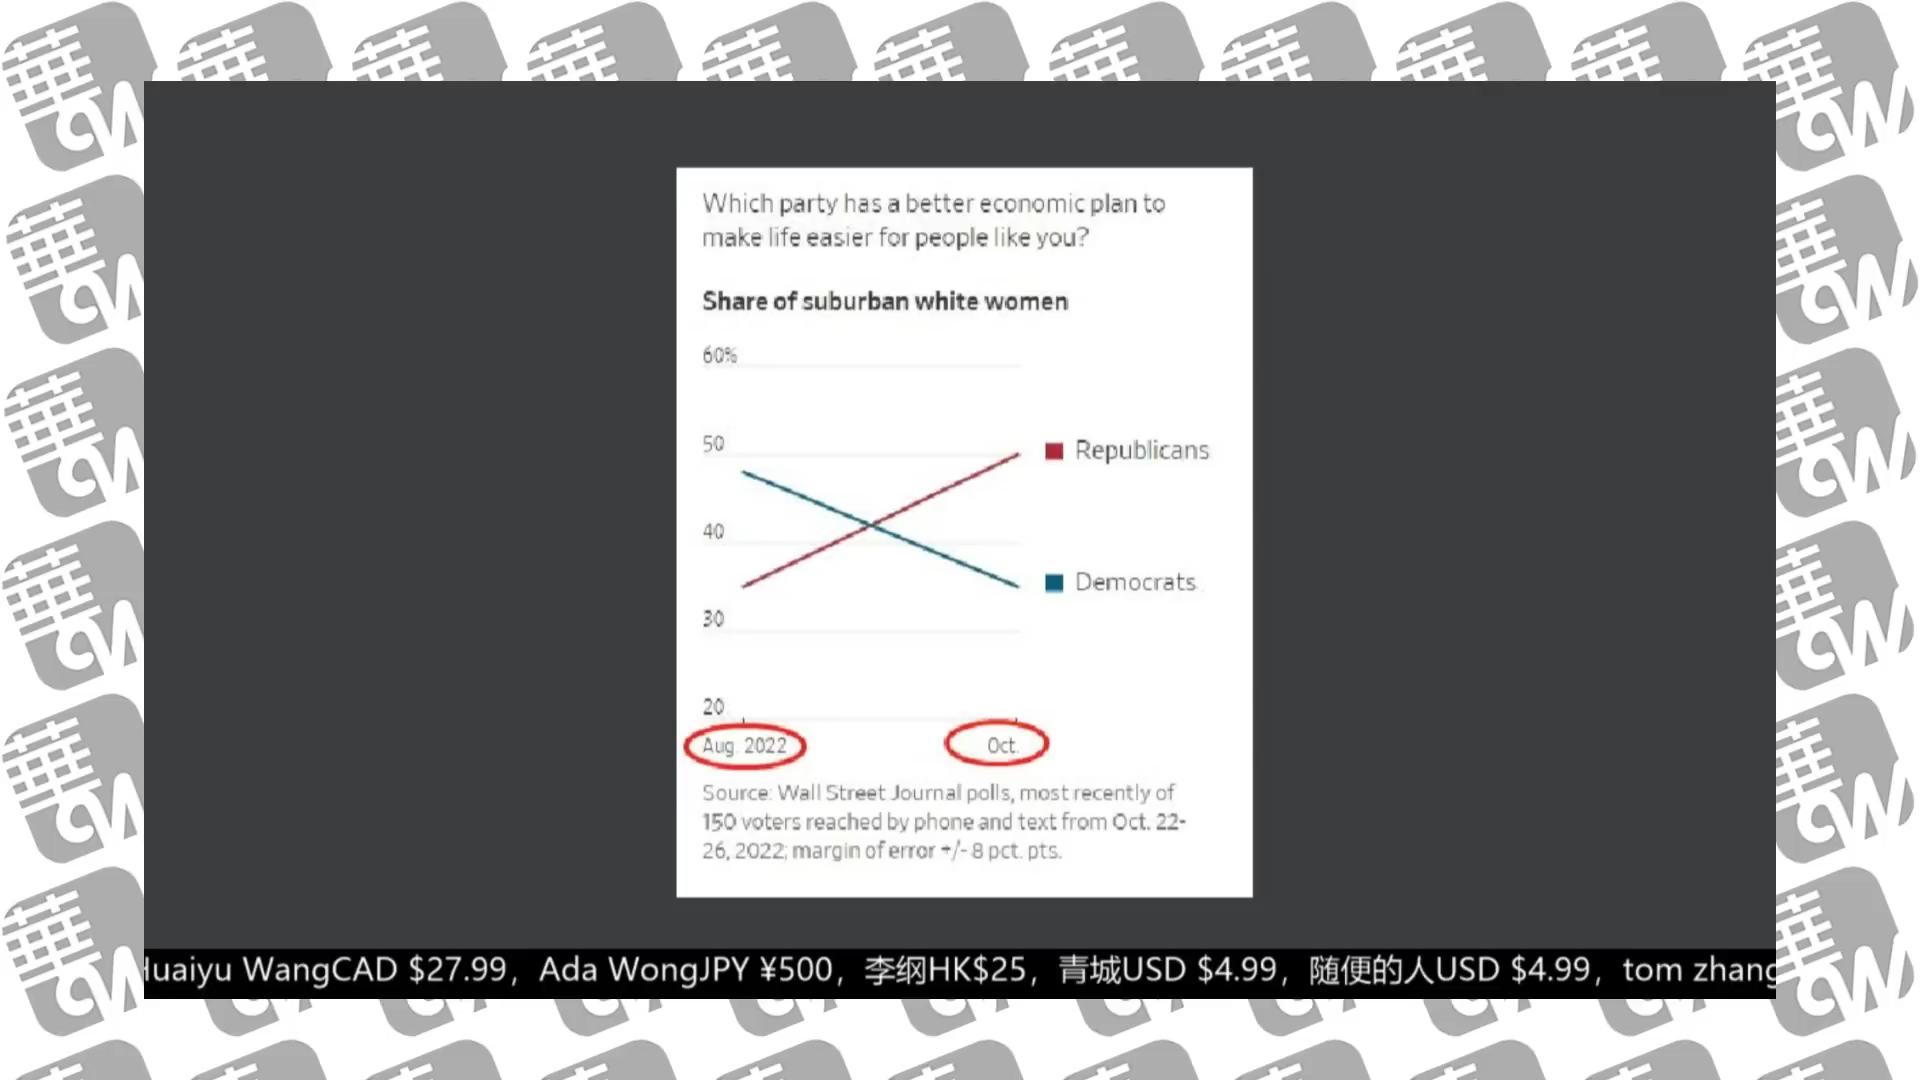 Which party has a better economic plan to
make life easier for people like you?
Share of suburban white women
60%
50
40
30
20
Republicans
Democrats
Aug. 2022
Oct.
Source: Wall Street Journal polls, most recently of
150 voters reached by phone and text from Oct. 22-
26, 2022; margin of error +/- 8 pct. pts.
Huaiyu WangCAD $27.99，Ada WongJPY ¥500，李纲HK$25，青城USD $4.99，随便的人USD $4.99，tom zhang
華